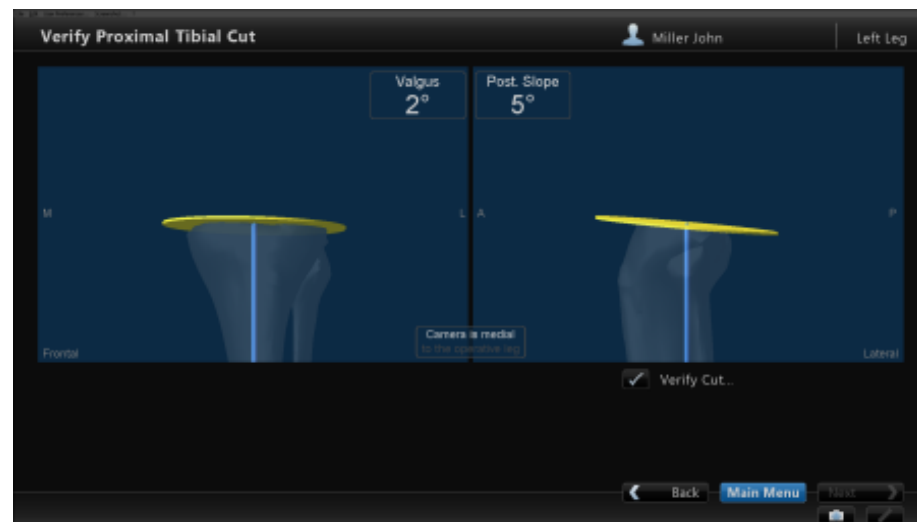 Verify Proximal Tibial Cut
Miller John
Left Leg
Valgus
2°
Post. Slope
5°
M
L
A
P
Camera is medial
to the operative leg
Frontal
Lateral
Verify Cut...
Back
Main Menu
Next